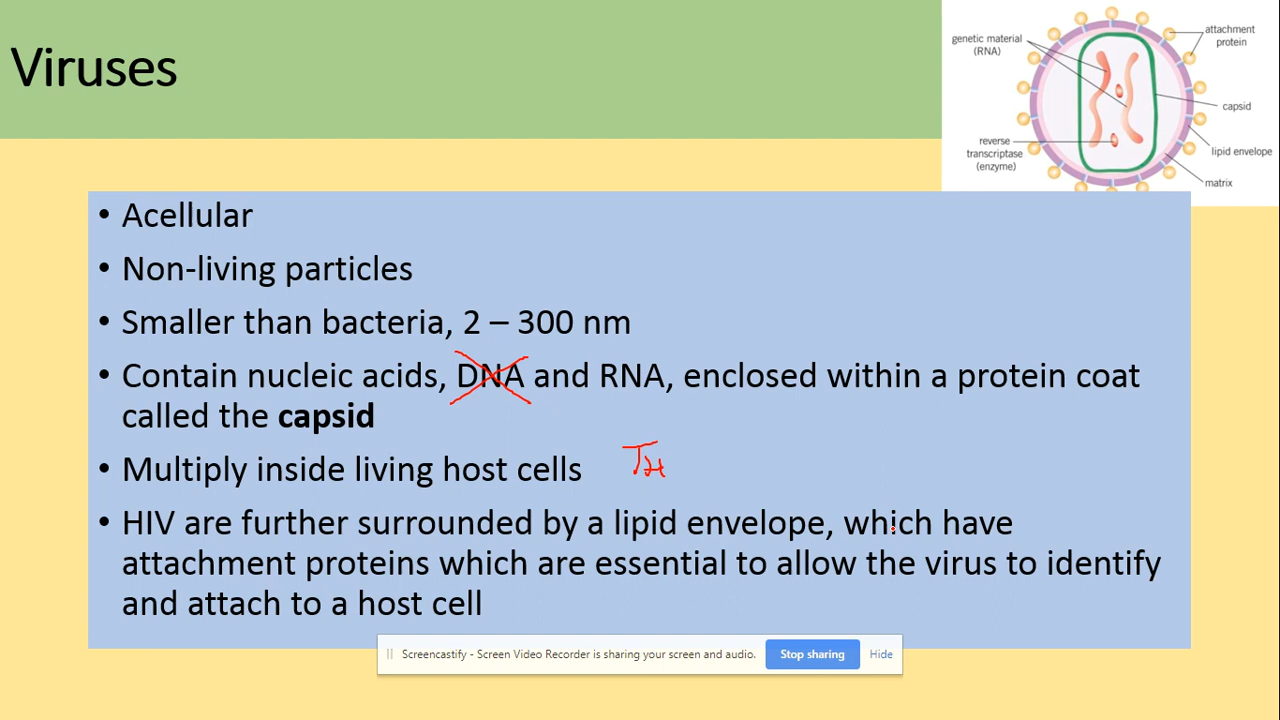 Viruses
genetic material
(RNA)
attachment
protein
capsid
reverse
transcriptase
(enzyme)
lipid envelope
matrix
• Acellular
• Non-living particles
• Smaller than bacteria, 2 – 300 nm
• Contain nucleic acids, DNA and RNA, enclosed within a protein coat
called the capsid
• Multiply inside living host cells TH
• HIV are further surrounded by a lipid envelope, which have
attachment proteins which are essential to allow the virus to identify
and attach to a host cell
Screencastify - Screen Video Recorder is sharing your screen and audio. Stop sharing Hide